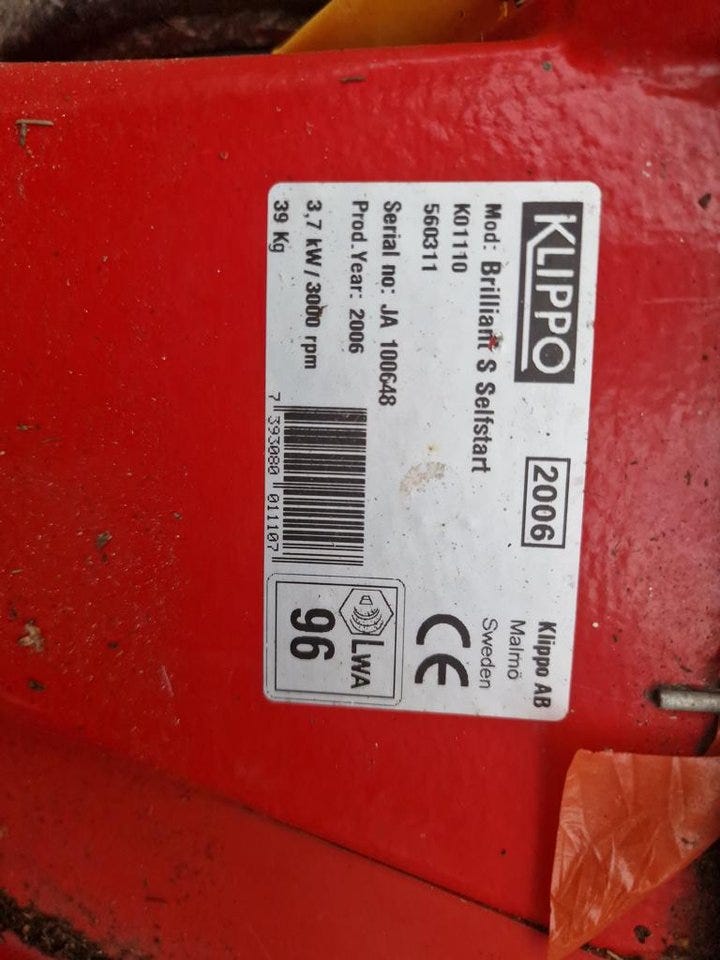 KLIPPO
2006
Klippo AB
Malmö
Sweden
Mod: Brilliant S Selfstart
K01110
560311
Serial no: JA 100648
Prod.Year: 2006
3,7 kW / 3000 rpm
39 Kg
7 393080 011107
CE
LWA
96